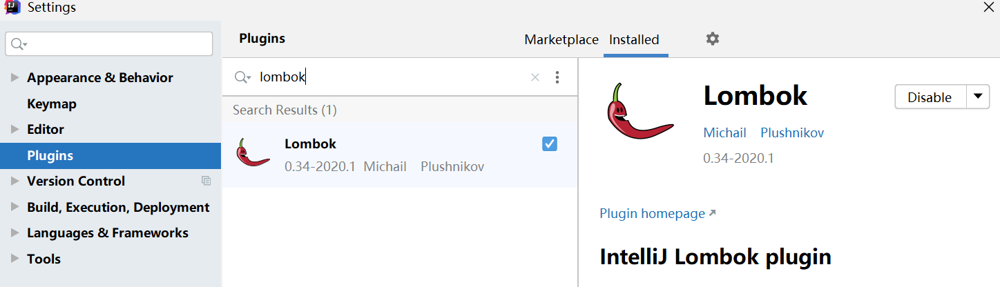 Settings
Plugins
Marketplace Installed
Appearance & Behavior
Keymap
Editor
Plugins
Version Control
Build, Execution, Deployment
Languages & Frameworks
Tools
lombok
Search Results (1)
Lombok
0.34-2020.1 Michail Plushnikov
Lombok
Disable
Michail Plushnikov
0.34-2020.1
Plugin homepage
IntelliJ Lombok plugin